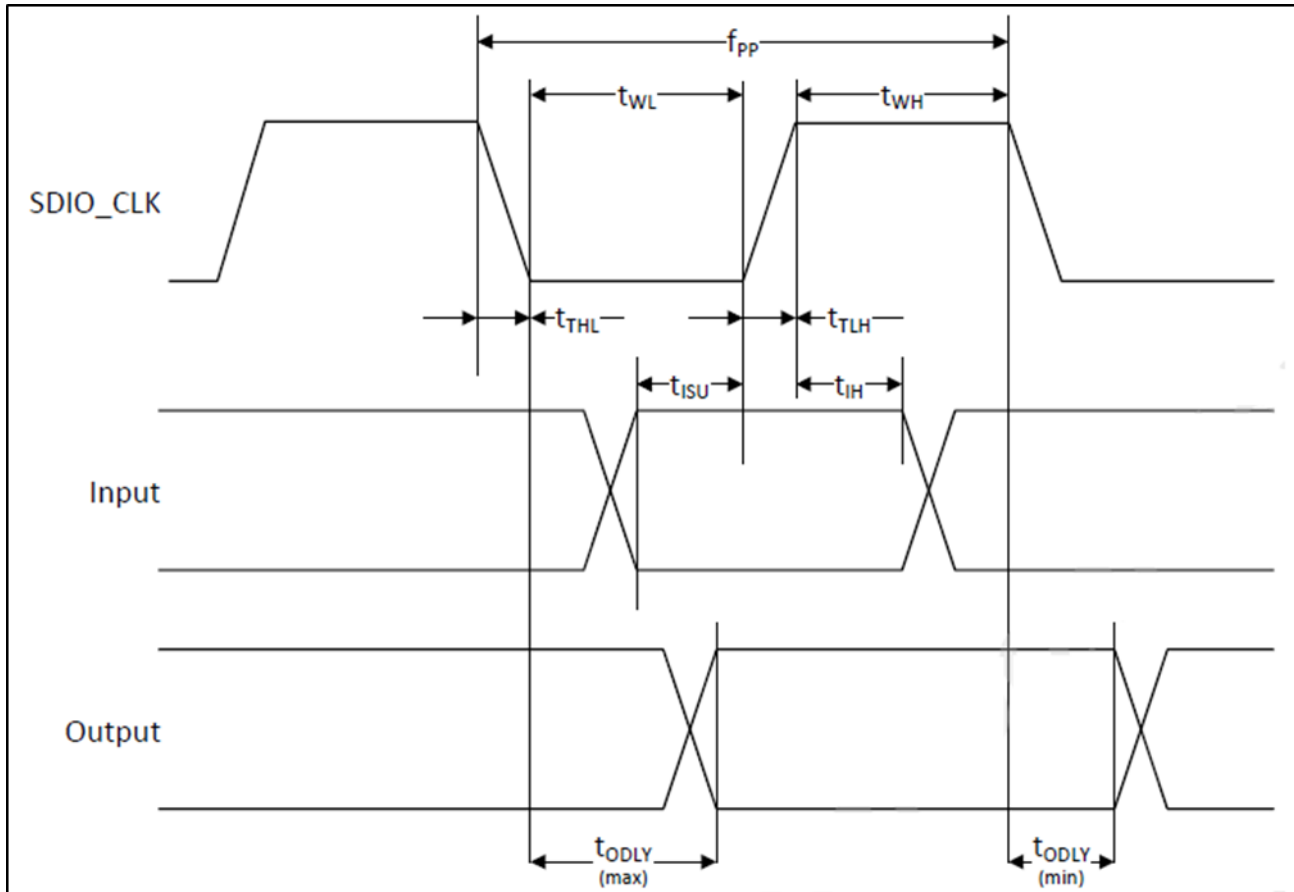 fPP
tWL
tWH
SDIO_CLK
tTHL
tTLH
tISU
tIH
Input
Output
tODLY
(max)
tODLY
(min)